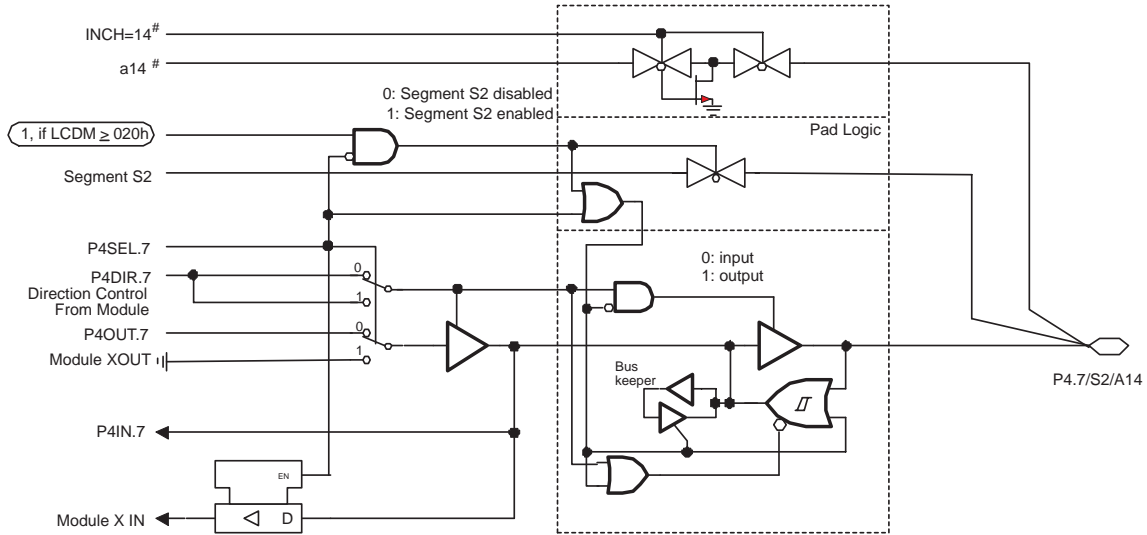 INCH=14#
a14 #
0: Segment S2 disabled
1: Segment S2 enabled
Pad Logic
1, if LCDM ≥ 020h
Segment S2
P4SEL.7
0: input
1: output
P4DIR.7
0
Direction Control
From Module
1
P4OUT.7
0
Module XOUT
1
Bus
keeper
P4.7/S2/A14
P4IN.7
EN
Module X IN
D